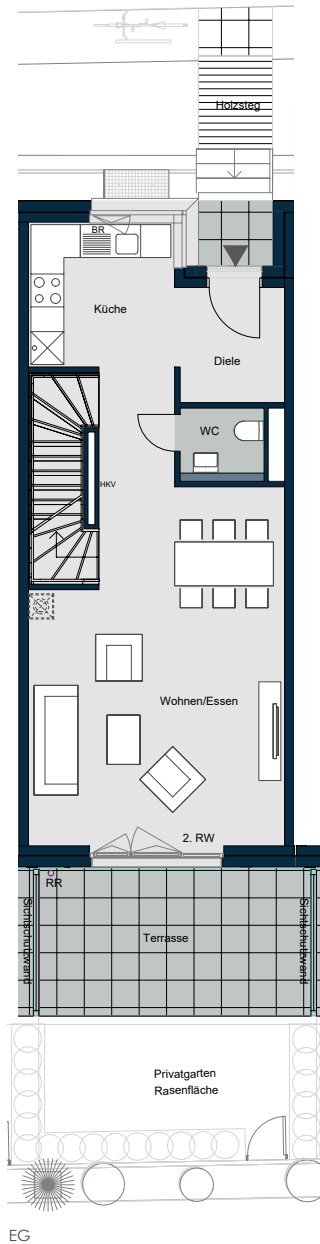 Holzsteg
BR
Küche
Diele
WC
HKV
Wohnen/Essen
2. RW
RR
Sichtschutzwand
Sichtschutzwand
Terrasse
Privatgarten
Rasenfläche
EG